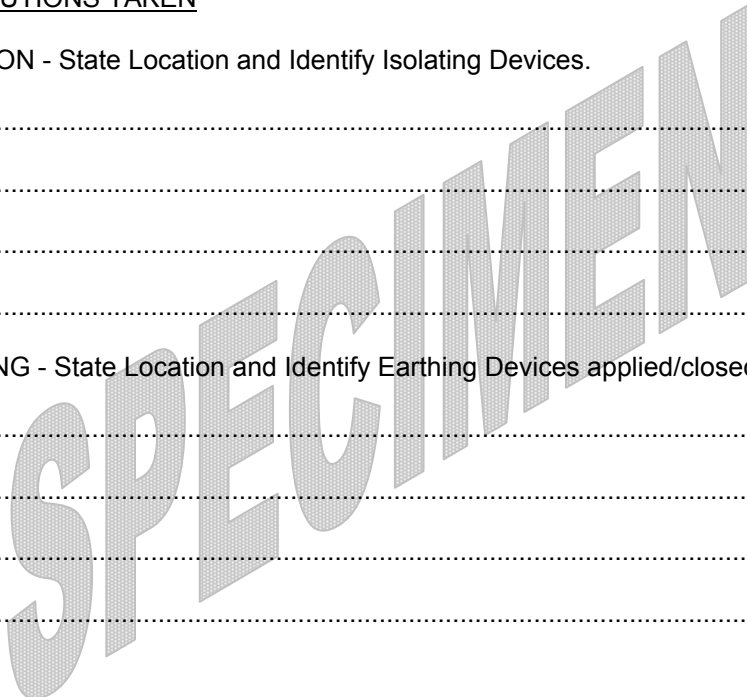 UTIONS TAKEN
ON - State Location and Identify Isolating Devices.
NG - State Location and Identify Earthing Devices applied/closed
SPECIMEN